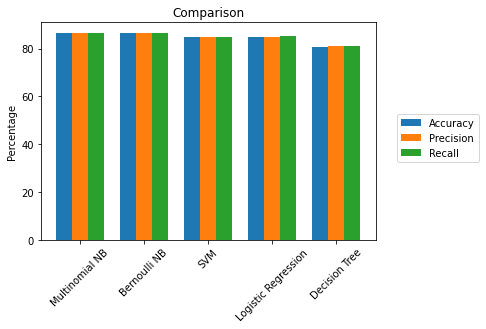 Comparison
Percentage
80
60
40
20
0
Multinomial NB
Bernoulli NB
SVM
Logistic Regression
Decision Tree
Accuracy
Precision
Recall